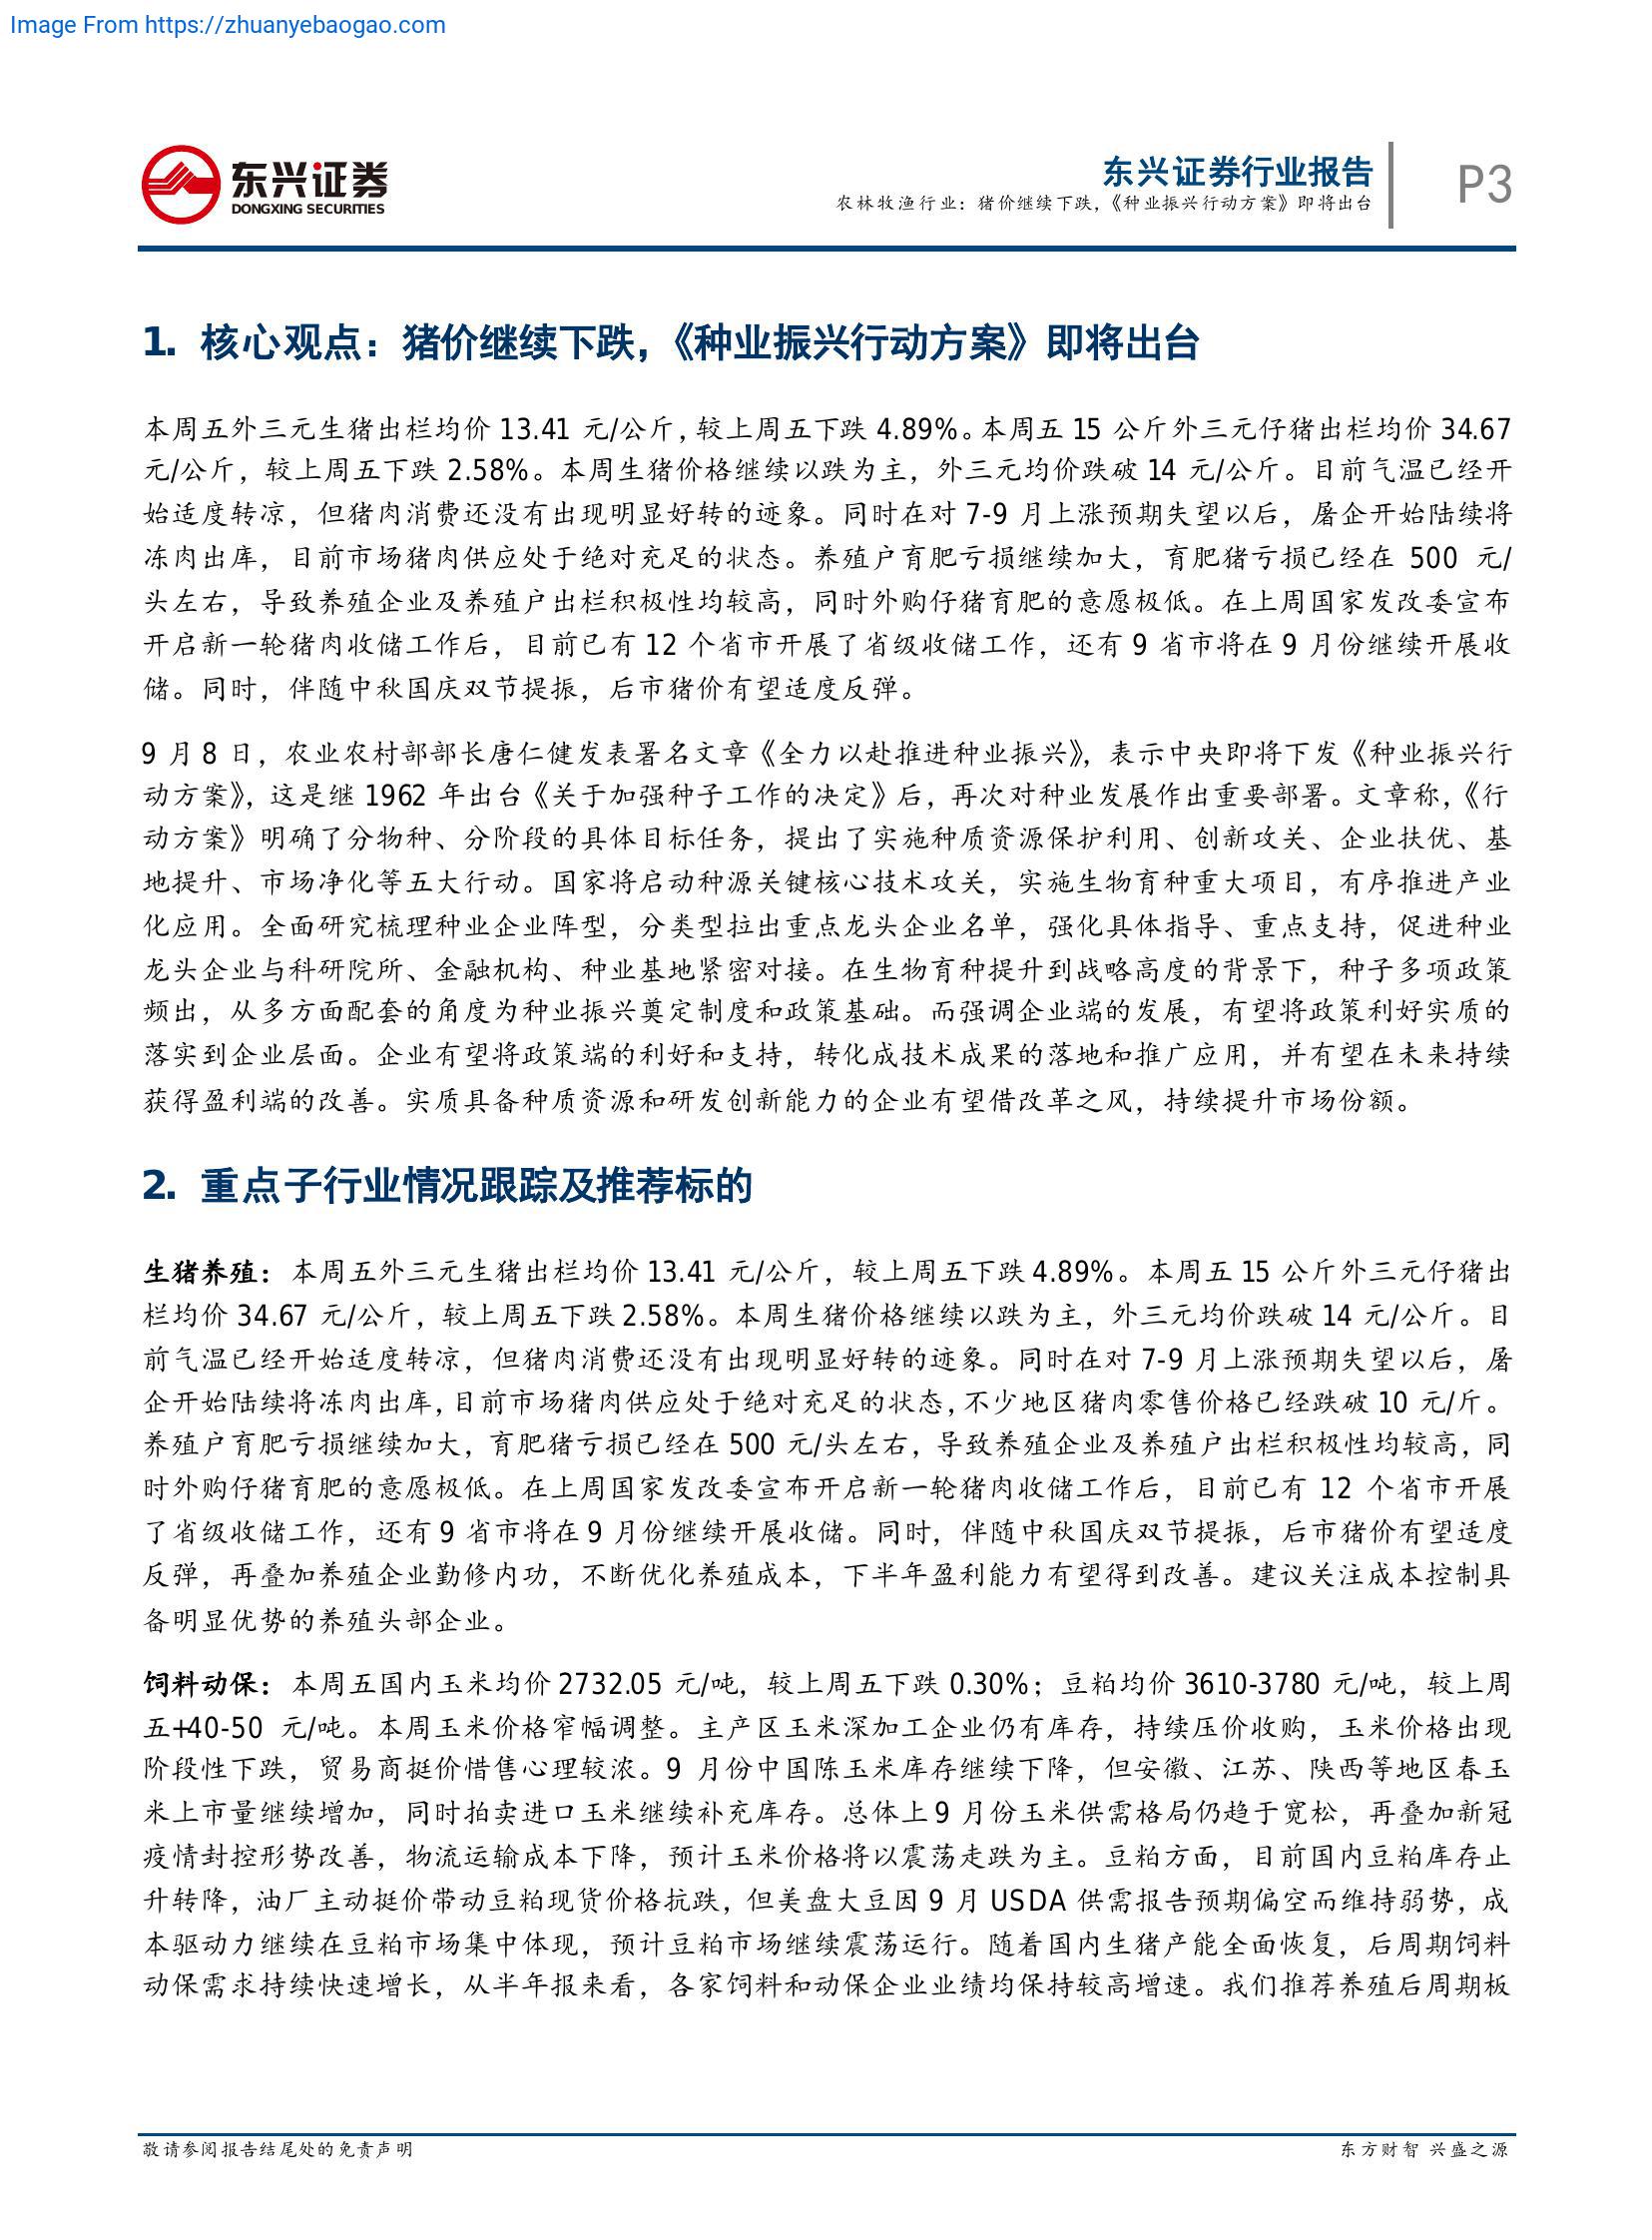 Image From https://zhuanyebaogao.com
东兴证券
DONGXING SECURITIES
东兴证券行业报告
农林牧渔行业：猪价继续下跌，《种业振兴行动方案》即将出台
P3
1. 核心观点：猪价继续下跌，《种业振兴行动方案》即将出台
本周五外三元生猪出栏均价 13.41 元/公斤，较上周五下跌 4.89%。本周五 15 公斤外三元仔猪出栏均价 34.67
元/公斤，较上周五下跌 2.58%。本周生猪价格继续以跌为主，外三元均价跌破 14 元/公斤。目前气温已经开
始适度转凉，但猪肉消费还没有出现明显好转的迹象。同时在对 7-9 月上涨预期失望以后，屠企开始陆续将
冻肉出库，目前市场猪肉供应处于绝对充足的状态。养殖户育肥亏损继续加大，育肥猪亏损已经在 500 元/
头左右，导致养殖企业及养殖户出栏积极性均较高，同时外购仔猪育肥的意愿极低。在上周国家发改委宣布
开启新一轮猪肉收储工作后，目前已有 12 个省市开展了省级收储工作，还有 9 省市将在 9 月份继续开展收
储。同时，伴随中秋国庆双节提振，后市猪价有望适度反弹。
9 月 8 日，农业农村部部长唐仁健发表署名文章《全力以赴推进种业振兴》，表示中央即将下发《种业振兴行
动方案》，这是继 1962 年出台《关于加强种子工作的决定》后，再次对种业发展作出重要部署。文章称，《行
动方案》明确了分物种、分阶段的具体目标任务，提出了实施种质资源保护利用、创新攻关、企业扶优、基
地提升、市场净化等五大行动。国家将启动种源关键核心技术攻关，实施生物育种重大项目，有序推进产业
化应用。全面研究梳理种业企业阵型，分类型拉出重点龙头企业名单，强化具体指导、重点支持，促进种业
龙头企业与科研院所、金融机构、种业基地紧密对接。在生物育种提升到战略高度的背景下，种子多项政策
频出，从多方面配套的角度为种业振兴奠定制度和政策基础。而强调企业端的发展，有望将政策利好实质的
落实到企业层面。企业有望将政策端的利好和支持，转化成技术成果的落地和推广应用，并有望在未来持续
获得盈利端的改善。实质具备种质资源和研发创新能力的企业有望借改革之风，持续提升市场份额。
2. 重点子行业情况跟踪及推荐标的
生猪养殖：本周五外三元生猪出栏均价 13.41 元/公斤，较上周五下跌 4.89%。本周五 15 公斤外三元仔猪出
栏均价 34.67 元/公斤，较上周五下跌 2.58%。本周生猪价格继续以跌为主，外三元均价跌破 14 元/公斤。目
前气温已经开始适度转凉，但猪肉消费还没有出现明显好转的迹象。同时在对 7-9 月上涨预期失望以后，屠
企开始陆续将冻肉出库，目前市场猪肉供应处于绝对充足的状态，不少地区猪肉零售价格已经跌破 10 元/斤。
养殖户育肥亏损继续加大，育肥猪亏损已经在 500 元/头左右，导致养殖企业及养殖户出栏积极性均较高，同
时外购仔猪育肥的意愿极低。在上周国家发改委宣布开启新一轮猪肉收储工作后，目前已有 12 个省市开展
了省级收储工作，还有 9 省市将在 9 月份继续开展收储。同时，伴随中秋国庆双节提振，后市猪价有望适度
反弹，再叠加养殖企业勤修内功，不断优化养殖成本，下半年盈利能力有望得到改善。建议关注成本控制具
备明显优势的养殖头部企业。
饲料动保：本周五国内玉米均价 2732.05 元/吨，较上周五下跌 0.30%；豆粕均价 3610-3780 元/吨，较上周
五+40-50 元/吨。本周玉米价格窄幅调整。主产区玉米深加工企业仍有库存，持续压价收购，玉米价格出现
阶段性下跌，贸易商挺价惜售心理较浓。9 月份中国陈玉米库存继续下降，但安徽、江苏、陕西等地区春玉
米上市量继续增加，同时拍卖进口玉米继续补充库存。总体上 9 月份玉米供需格局仍趋于宽松，再叠加新冠
疫情封控形势改善，物流运输成本下降，预计玉米价格将以震荡走跌为主。豆粕方面，目前国内豆粕库存止
升转降，油厂主动挺价带动豆粕现货价格抗跌，但美盘大豆因 9 月 USDA 供需报告预期偏空而维持弱势，成
本驱动力继续在豆粕市场集中体现，预计豆粕市场继续震荡运行。随着国内生猪产能全面恢复，后周期饲料
动保需求持续快速增长，从半年报来看，各家饲料和动保企业业绩均保持较高增速。我们推荐养殖后周期板
敬请参阅报告结尾处的免责声明
东方财智 兴盛之源